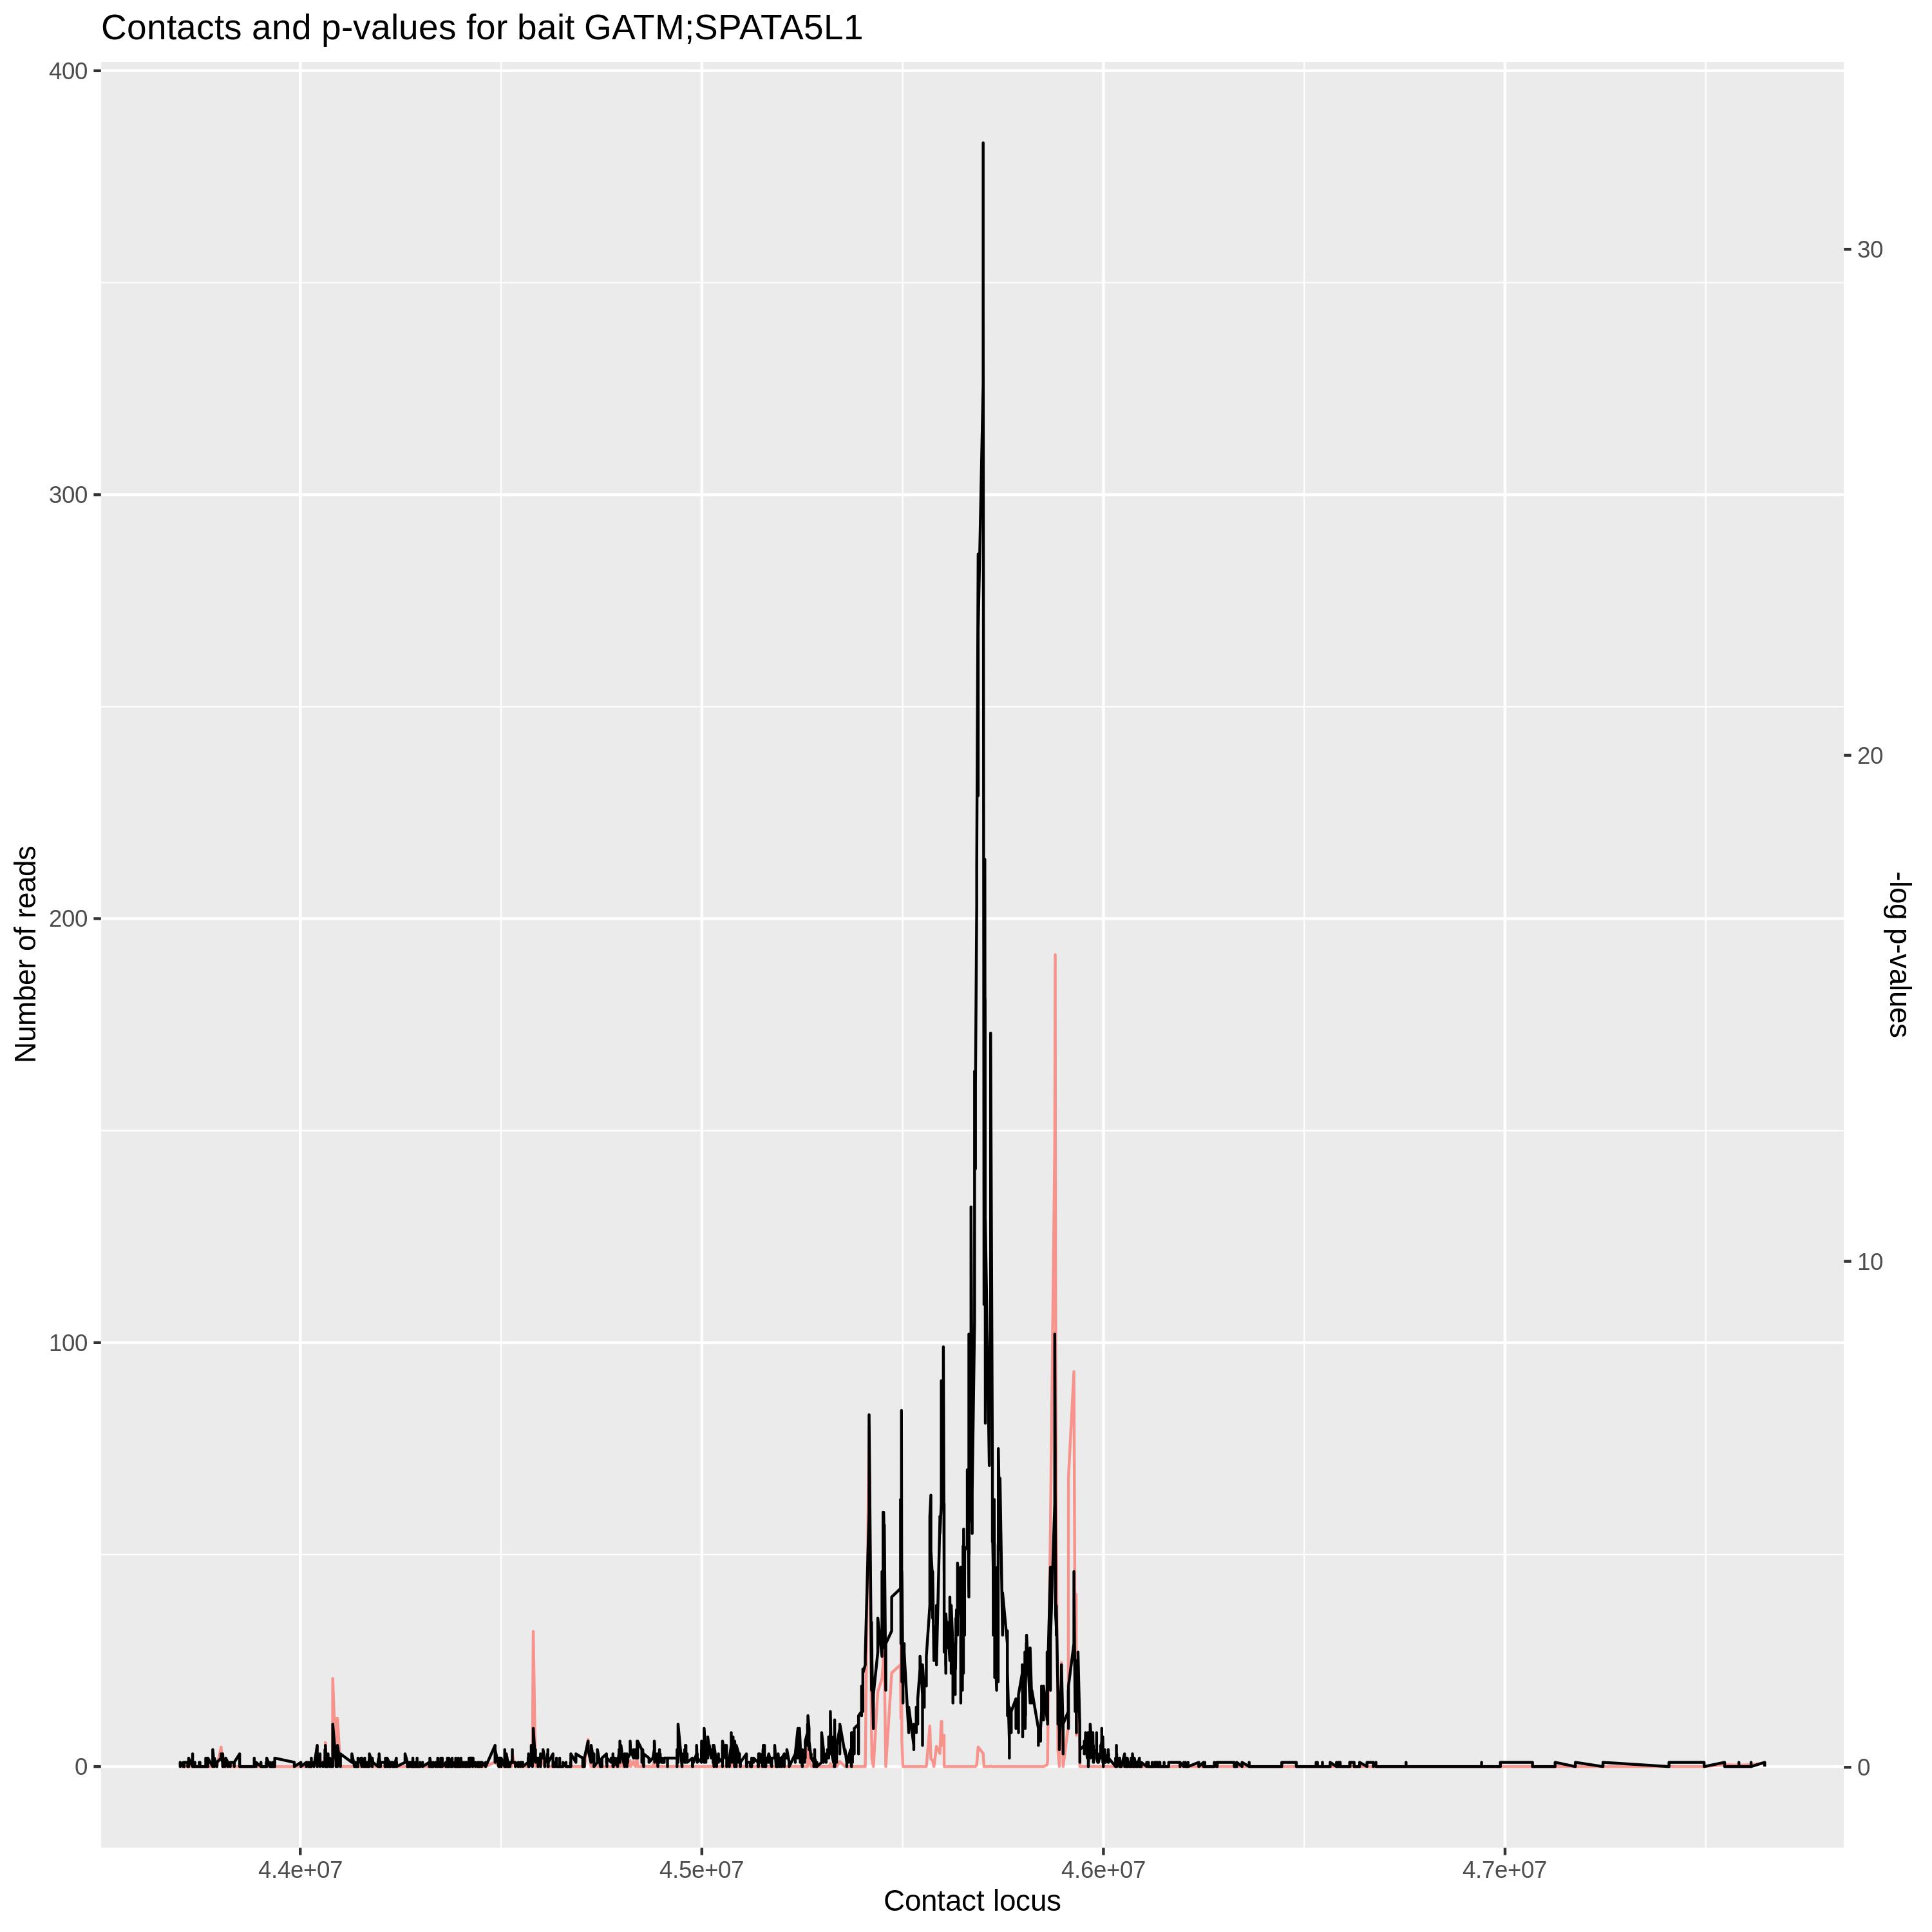 Contacts and p-values for bait GATM;SPATA5L1
400
300
200
100
0
Number of reads
30
20
10
0
-log p-values
4.4e+07
4.5e+07
4.6e+07
4.7e+07
Contact locus